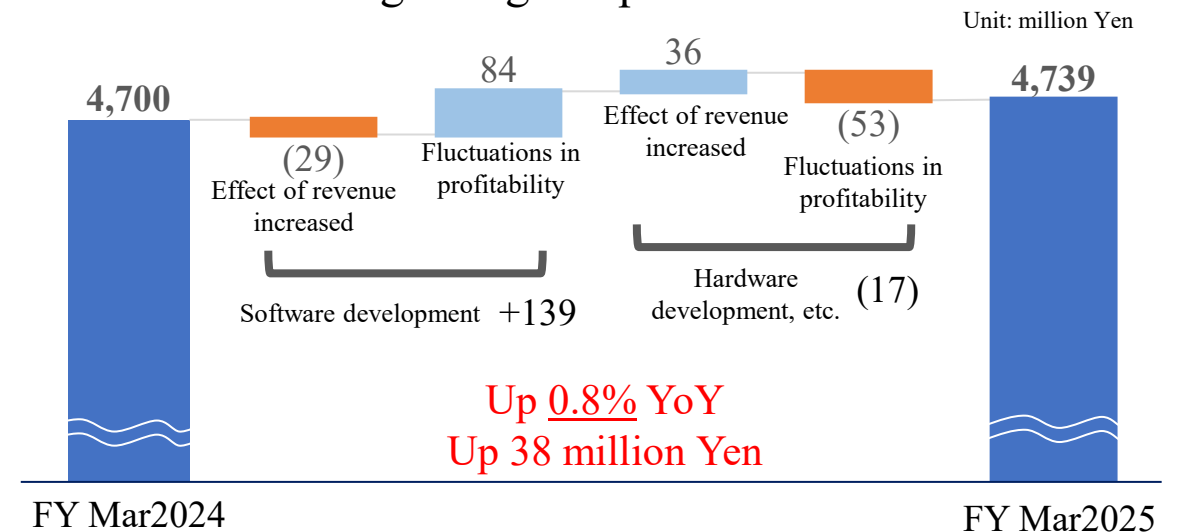 Unit: million Yen
4,700
(29)
Effect of revenue
increased
84
Fluctuations in
profitability
36
Effect of revenue
increased
(53)
Fluctuations in
profitability
4,739
Software development +139
Hardware
development, etc. (17)
Up 0.8% YoY
Up 38 million Yen
FY Mar2024
FY Mar2025